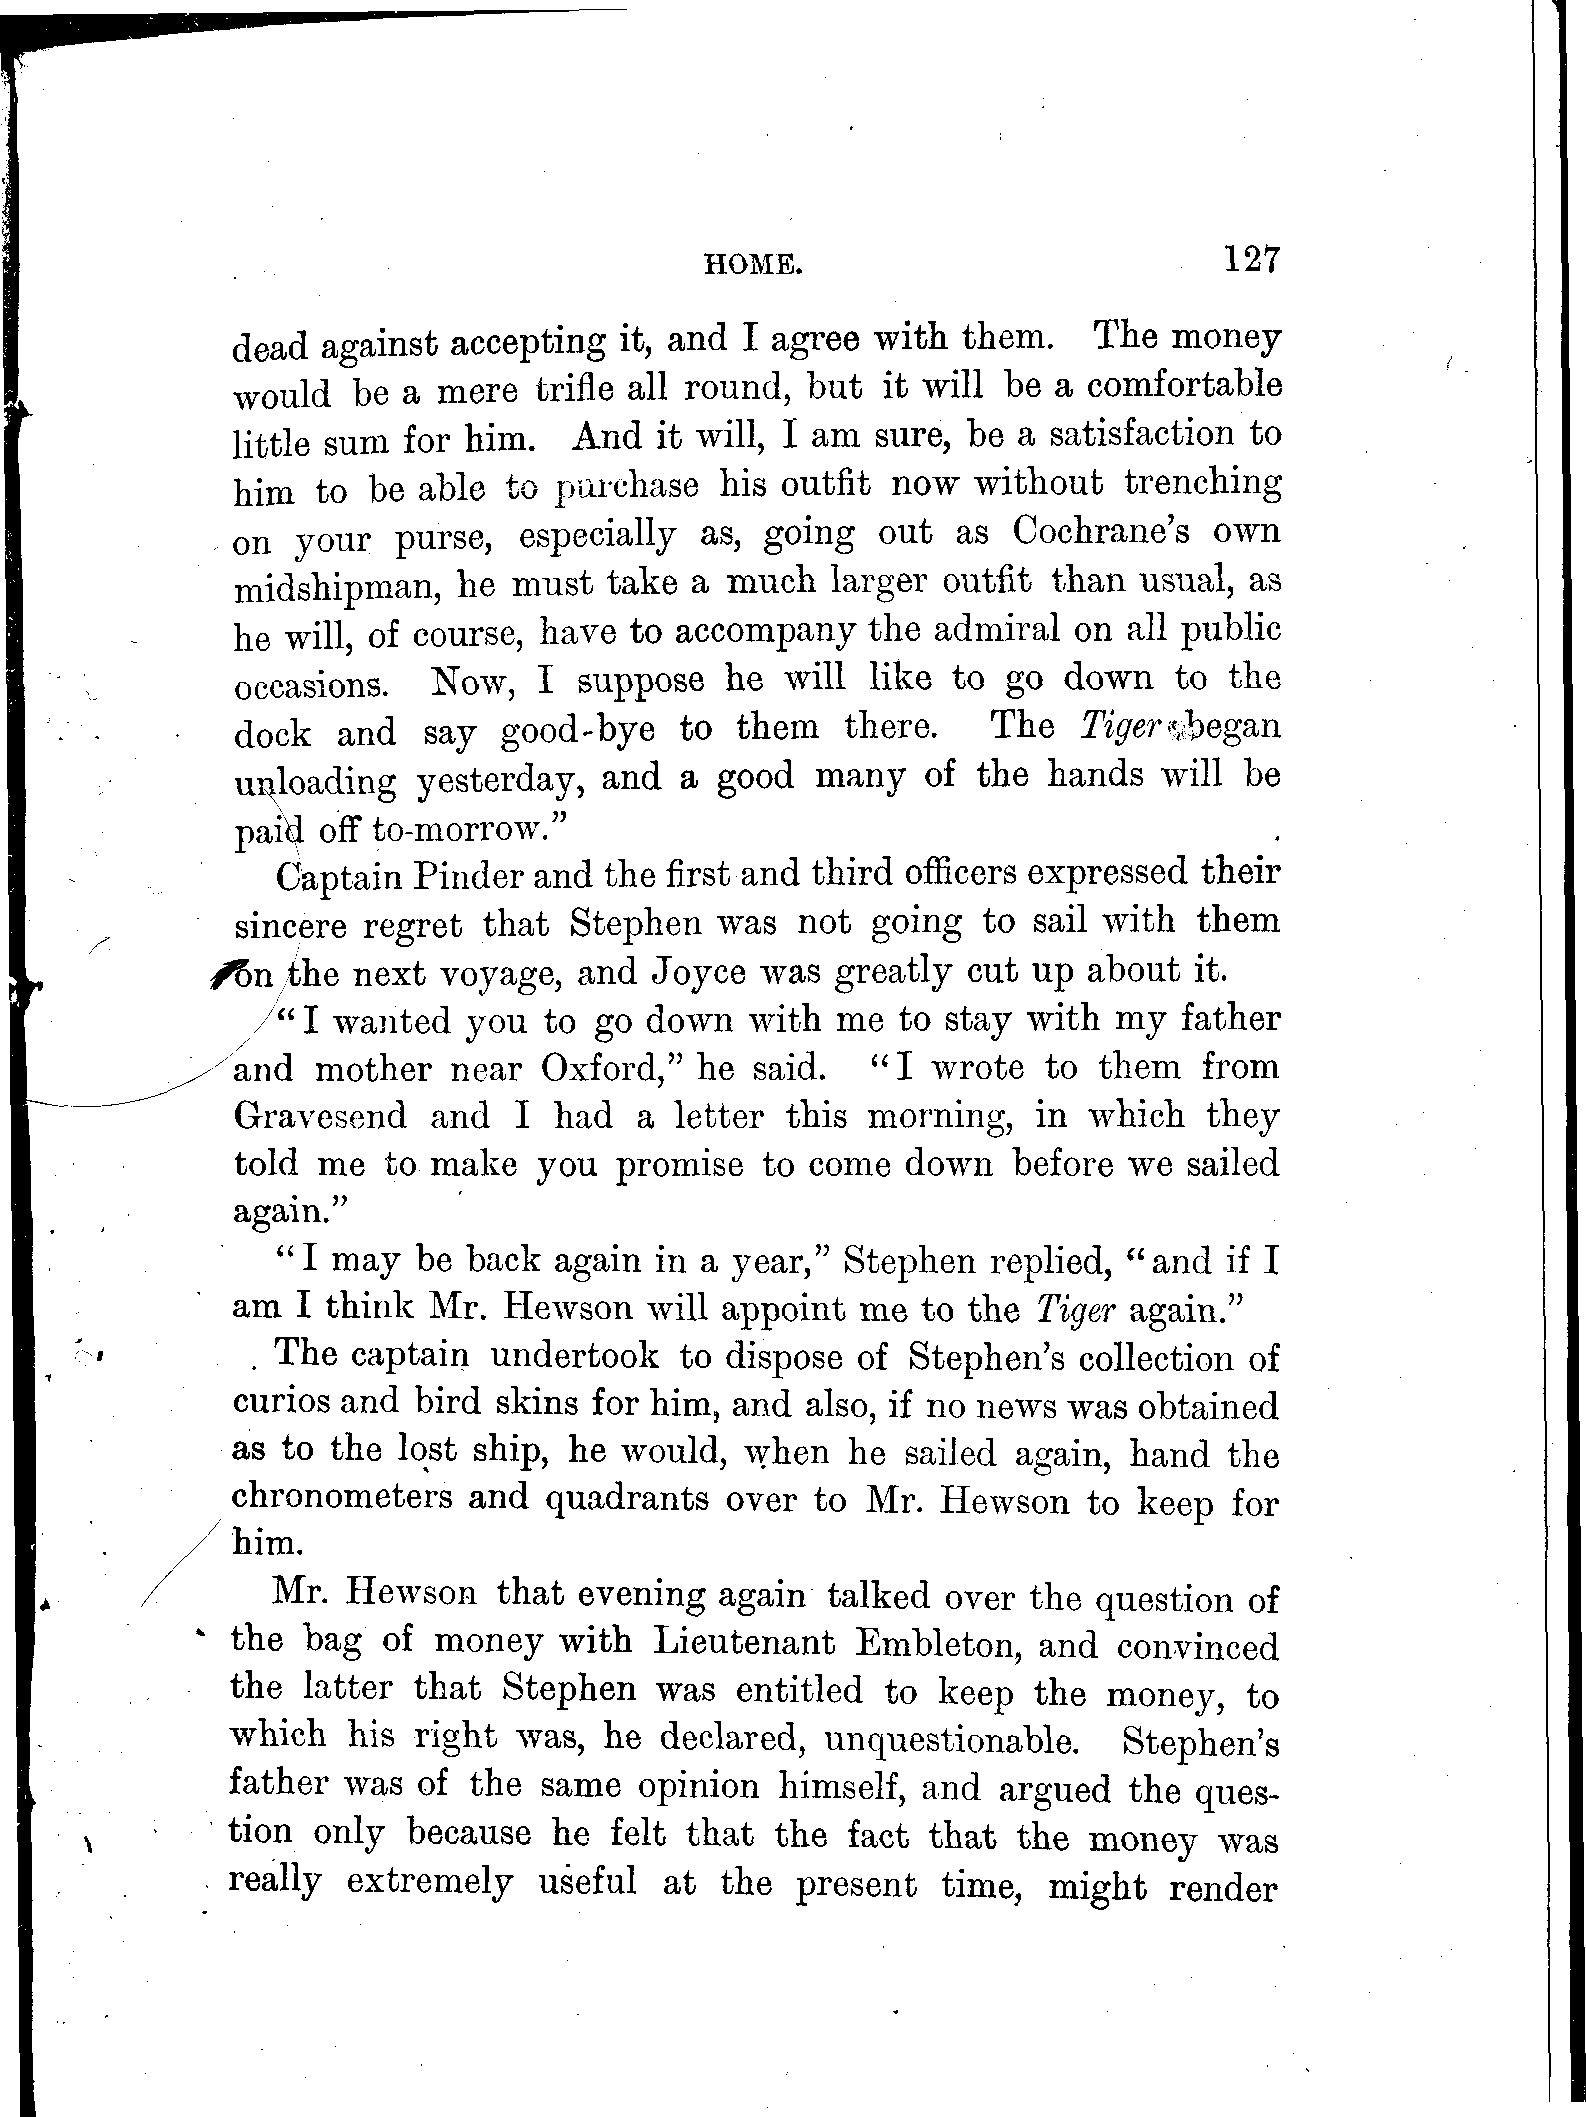 HOME. 127
dead against accepting it, and I agree with them. The money
would be a mere trifle all round, but it will be a comfortable
little sum for him. And it will, I am sure, be a satisfaction to
him to be able to purchase his outfit now without trenching
on your purse, especially as, going out as Cochrane's own
midshipman, he must take a much larger outfit than usual, as
he will, of course, have to accompany the admiral on all public
occasions. Now, I suppose he will like to go down to the
dock and say good-bye to them there. The Tiger began
unloading yesterday, and a good many of the hands will be
paid off to-morrow."
Captain Pinder and the first and third officers expressed their
sincere regret that Stephen was not going to sail with them
on the next voyage, and Joyce was greatly cut up about it.
"I wanted you to go down with me to stay with my father
and mother near Oxford," he said. "I wrote to them from
Gravesend and I had a letter this morning, in which they
told me to make you promise to come down before we sailed
again."
"I may be back again in a year," Stephen replied, "and if I
am I think Mr. Hewson will appoint me to the Tiger again."
The captain undertook to dispose of Stephen's collection of
curios and bird skins for him, and also, if no news was obtained
as to the lost ship, he would, when he sailed again, hand the
chronometers and quadrants over to Mr. Hewson to keep for
him.
Mr. Hewson that evening again talked over the question of
the bag of money with Lieutenant Embleton, and convinced
the latter that Stephen was entitled to keep the money, to
which his right was, he declared, unquestionable. Stephen's
father was of the same opinion himself, and argued the ques-
tion only because he felt that the fact that the money was
really extremely useful at the present time, might render